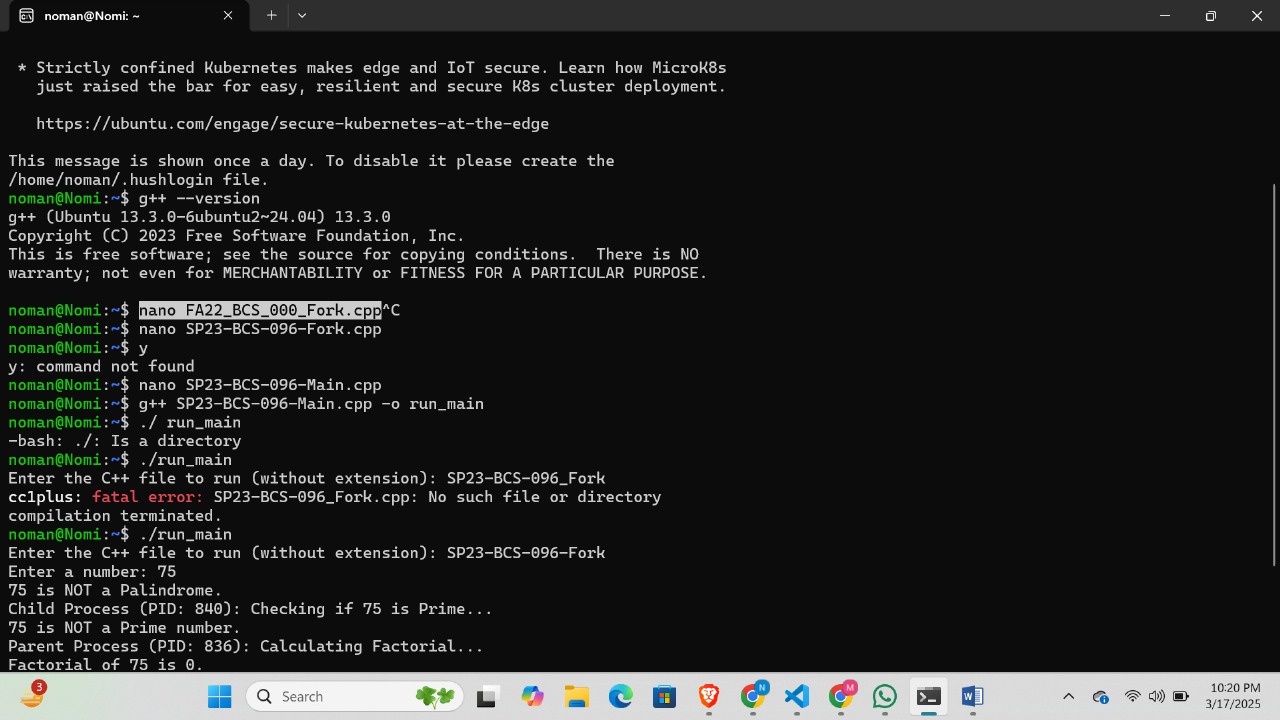 noman@Nomi: ~
* Strictly confined Kubernetes makes edge and IoT secure. Learn how MicroK8s
just raised the bar for easy, resilient and secure K8s cluster deployment.
https://ubuntu.com/engage/secure-kubernetes-at-the-edge
This message is shown once a day. To disable it please create the
/home/noman/.hushlogin file.
noman@Nomi:~$ g++ --version
g++ (Ubuntu 13.3.0-6ubuntu2~24.04) 13.3.0
Copyright (C) 2023 Free Software Foundation, Inc.
This is free software; see the source for copying conditions.  There is NO
warranty; not even for MERCHANTABILITY or FITNESS FOR A PARTICULAR PURPOSE.
noman@Nomi:~$ nano FA22_BCS_000_Fork.cpp^C
noman@Nomi:~$ nano SP23-BCS-096-Fork.cpp
noman@Nomi:~$ y
y: command not found
noman@Nomi:~$ nano SP23-BCS-096-Main.cpp
noman@Nomi:~$ g++ SP23-BCS-096-Main.cpp -o run_main
noman@Nomi:~$ ./ run_main
-bash: ./: Is a directory
noman@Nomi:~$ ./run_main
Enter the C++ file to run (without extension): SP23-BCS-096_Fork
cc1plus: fatal error: SP23-BCS-096_Fork.cpp: No such file or directory
compilation terminated.
noman@Nomi:~$ ./run_main
Enter the C++ file to run (without extension): SP23-BCS-096-Fork
Enter a number: 75
75 is NOT a Palindrome.
Child Process (PID: 840): Checking if 75 is Prime...
75 is NOT a Prime number.
Parent Process (PID: 836): Calculating Factorial...
Factorial of 75 is 0.
3
Search
N
M
10:20 PM
3/17/2025